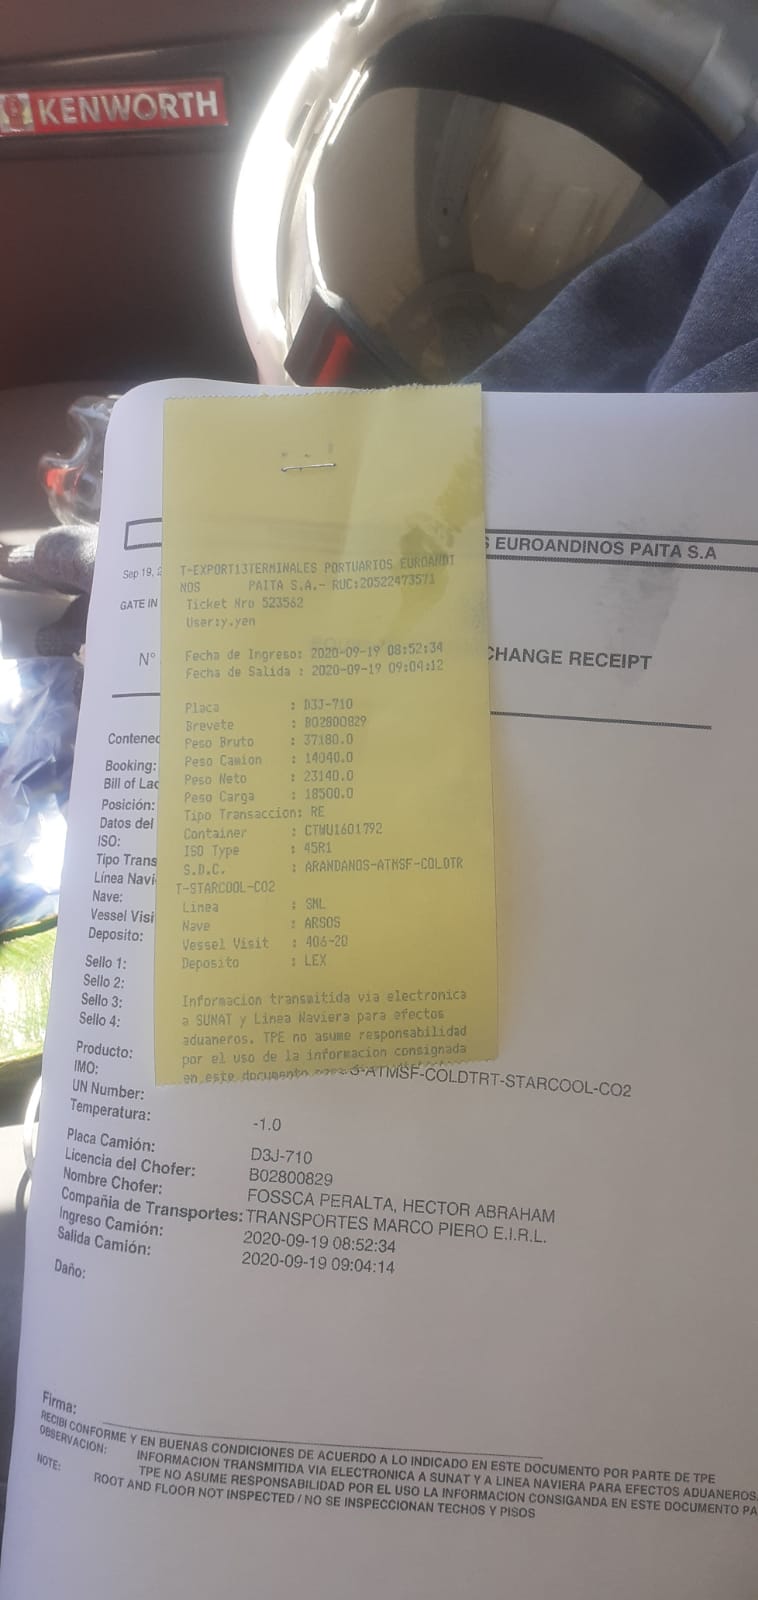 KENWORTH
S EUROANDINOS PAITA S.A
Sep 19, 2
GATE IN
N°
CHANGE RECEIPT
T-EXPORT13TERMINALES PORTUARIOS EUROANDI
NOS PAITA S.A.- RUC:20522473571
Ticket Nro 523562
User:y.yen
Fecha de Ingreso: 2020-09-19 08:52:34
Fecha de Salida : 2020-09-19 09:04:12
Placa : D3J-710
Brevete : B02800829
Peso Bruto : 37180.0
Peso Camion : 14040.0
Peso Neto : 23140.0
Peso Carga : 18500.0
Tipo Transaccion: RE
Container : CTWU1601792
ISO Type : 45R1
S.D.C. : ARANDANOS-ATMSF-COLDTR
T-STARCOOL-CO2
Linea : SML
Nave : ARSOS
Vessel Visit : 406-20
Deposito : LEX
Informacion transmitida via electronica
a SUNAT y Linea Naviera para efectos
aduaneros. TPE no asume responsabilidad
por el uso de la informacion consignada
en este documento
Contened
Booking:
Bill of Lad
Posición:
Datos del
ISO:
Tipo Trans
Línea Navi
Nave:
Vessel Visi
Deposito:
Sello 1:
Sello 2:
Sello 3:
Sello 4:
Producto: S-ATMSF-COLDTRT-STARCOOL-CO2
IMO:
UN Number:
Temperatura: -1.0
Placa Camión: D3J-710
Licencia del Chofer: B02800829
Nombre Chofer: FOSSCA PERALTA, HECTOR ABRAHAM
Compañia de Transportes: TRANSPORTES MARCO PIERO E.I.R.L.
Ingreso Camión: 2020-09-19 08:52:34
Salida Camión: 2020-09-19 09:04:14
Daño:
Firma:
RECIBI CONFORME Y EN BUENAS CONDICIONES DE ACUERDO A LO INDICADO EN ESTE DOCUMENTO POR PARTE DE TPE
OBSERVACION: INFORMACION TRANSMITIDA VIA ELECTRONICA A SUNAT Y A LINEA NAVIERA PARA EFECTOS ADUANEROS.
TPE NO ASUME RESPONSABILIDAD POR EL USO LA INFORMACION CONSIGANDA EN ESTE DOCUMENTO PA
NOTE: ROOT AND FLOOR NOT INSPECTED / NO SE INSPECCIONAN TECHOS Y PISOS